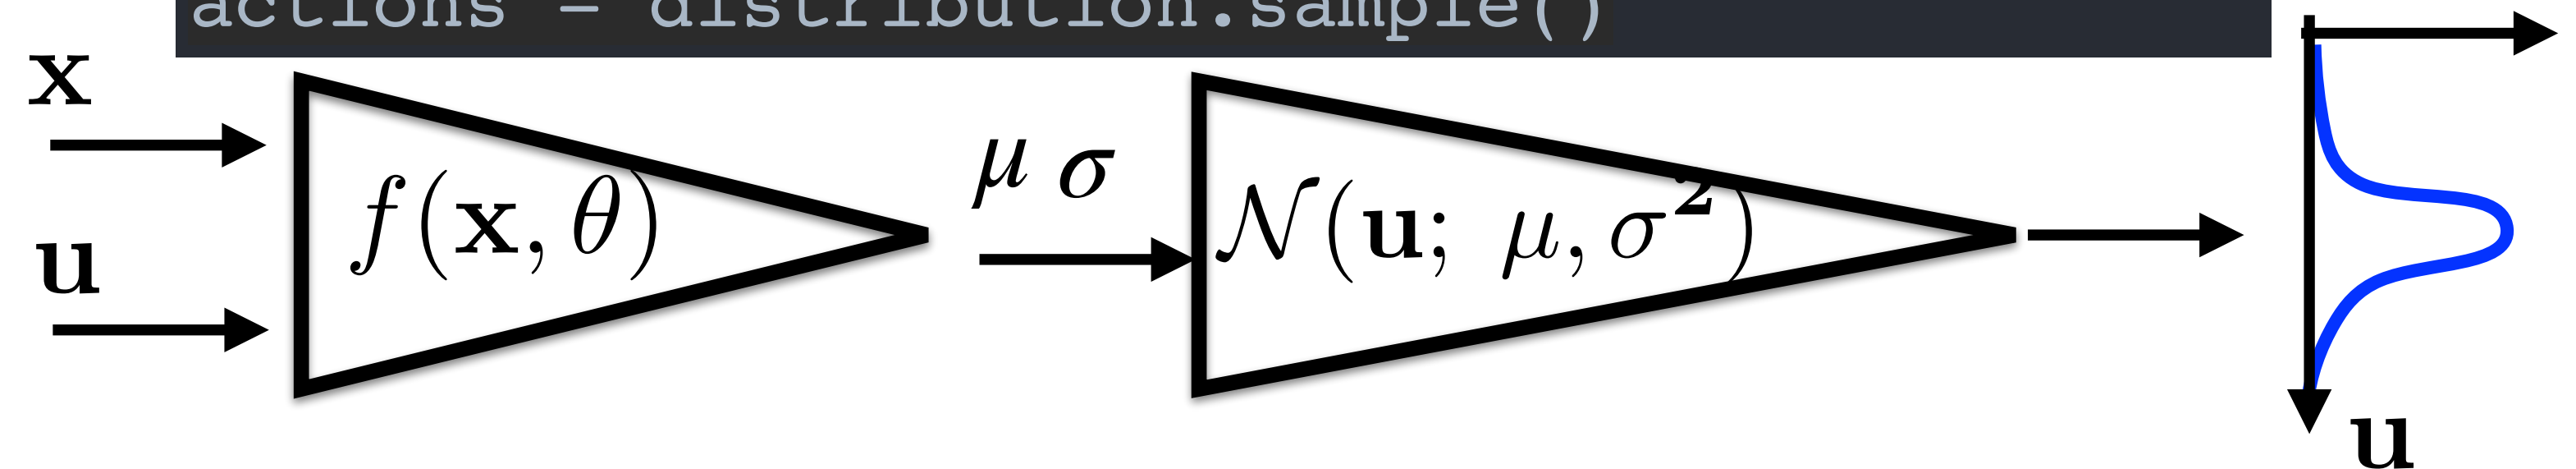 actions = distribution.sample()
x
μ σ
f(x, θ)
N(u; μ, σ²)
u
u